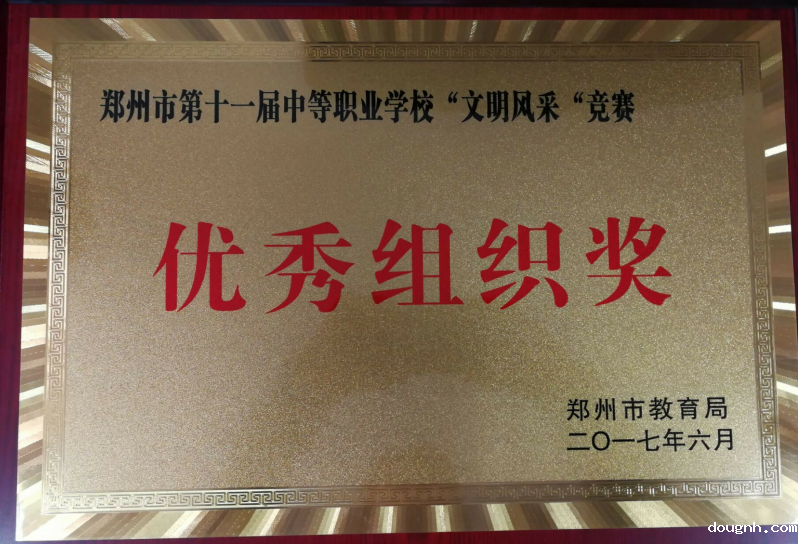 郑州市第十一届中等职业学校“文明风采“竞赛
优秀组织奖
郑州市教育局
二〇一七年六月
dougnh.com